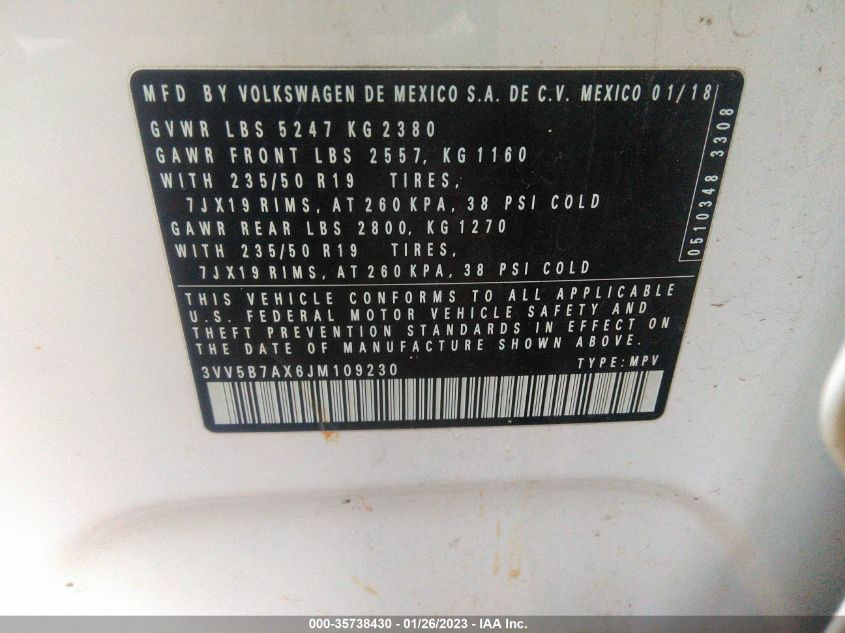 MFD BY VOLKSWAGEN DE MEXICO S.A. DE C.V. MEXICO 01/18
GVWR LBS 5247 KG 2380
GAWR FRONT LBS 2557, KG 1160
WITH 235/50 R19 TIRES,
7JX19 RIMS, AT 260 KPA, 38 PSI COLD
GAWR REAR LBS 2800, KG 1270
WITH 235/50 R19 TIRES,
7JX19 RIMS, AT 260 KPA, 38 PSI COLD
0510348 3308
THIS VEHICLE CONFORMS TO ALL APPLICABLE
U.S. FEDERAL MOTOR VEHICLE SAFETY AND
THEFT PREVENTION STANDARDS IN EFFECT ON
THE DATE OF MANUFACTURE SHOWN ABOVE.
3VV5B7AX6JM109230 TYPE: MPV
000-35738430 - 01/26/2023 - IAA Inc.